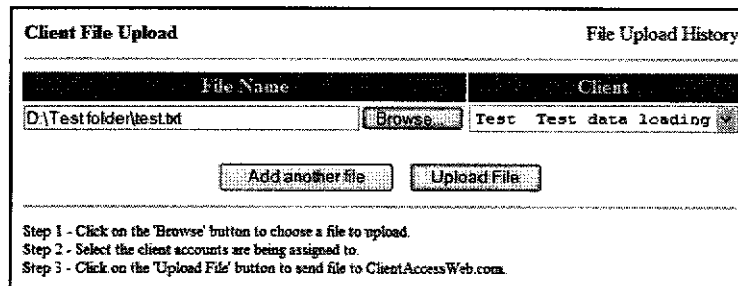 Client File Upload File Upload History
File Name Client
D:\Testfolder\test.txt Browse... Test Test data loading
Add another file Upload File
Step 1 - Click on the 'Browse' button to choose a file to upload.
Step 2 - Select the client accounts are being assigned to.
Step 3 - Click on the 'Upload File' button to send file to ClientAccessWeb.com.